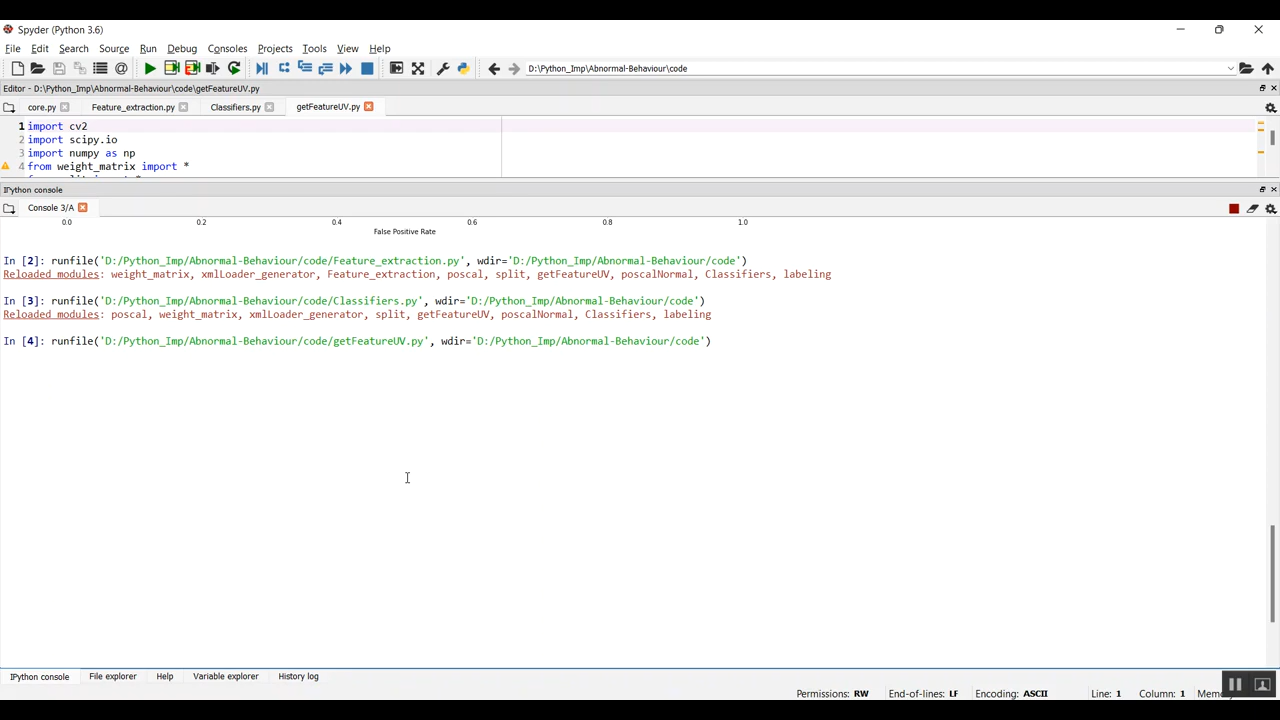 Spyder (Python 3.6)
File Edit Search Source Run Debug Consoles Projects Tools View Help
D:\Python_Imp\Abnormal-Behaviour\code
Editor - D:\Python_Imp\Abnormal-Behaviour\code\getFeatureUV.py
core.py Feature_extraction.py Classifiers.py getFeatureUV.py
1 import cv2
2 import scipy.io
3 import numpy as np
4 from weight_matrix import *
IPython console
Console 3/A
0.0 0.2 0.4 0.6 0.8 1.0
False Positive Rate
In [2]: runfile('D:/Python_Imp/Abnormal-Behaviour/code/Feature_extraction.py', wdir='D:/Python_Imp/Abnormal-Behaviour/code')
Reloaded modules: weight_matrix, xmlLoader_generator, Feature_extraction, poscal, split, getFeatureUV, poscalNormal, Classifiers, labeling
In [3]: runfile('D:/Python_Imp/Abnormal-Behaviour/code/Classifiers.py', wdir='D:/Python_Imp/Abnormal-Behaviour/code')
Reloaded modules: poscal, weight_matrix, xmlLoader_generator, split, getFeatureUV, poscalNormal, Classifiers, labeling
In [4]: runfile('D:/Python_Imp/Abnormal-Behaviour/code/getFeatureUV.py', wdir='D:/Python_Imp/Abnormal-Behaviour/code')
IPython console File explorer Help Variable explorer History log
Permissions: RW End-of-lines: LF Encoding: ASCII Line: 1 Column: 1